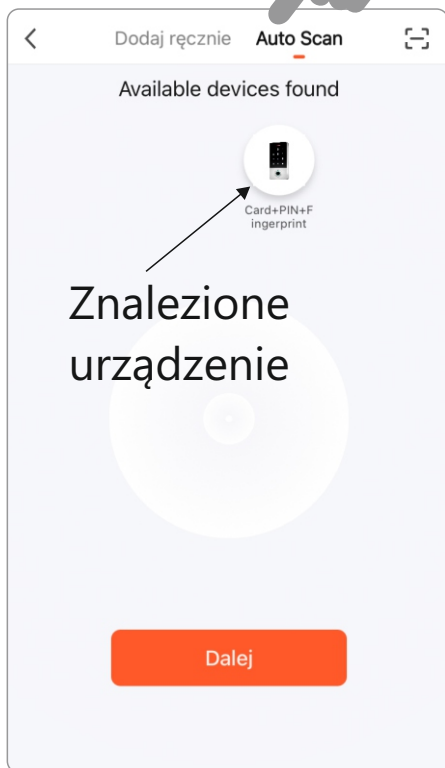 Dodaj ręcznie Auto Scan
Available devices found
Card+PIN+F
ingerprint
Znalezione
urządzenie
Dalej